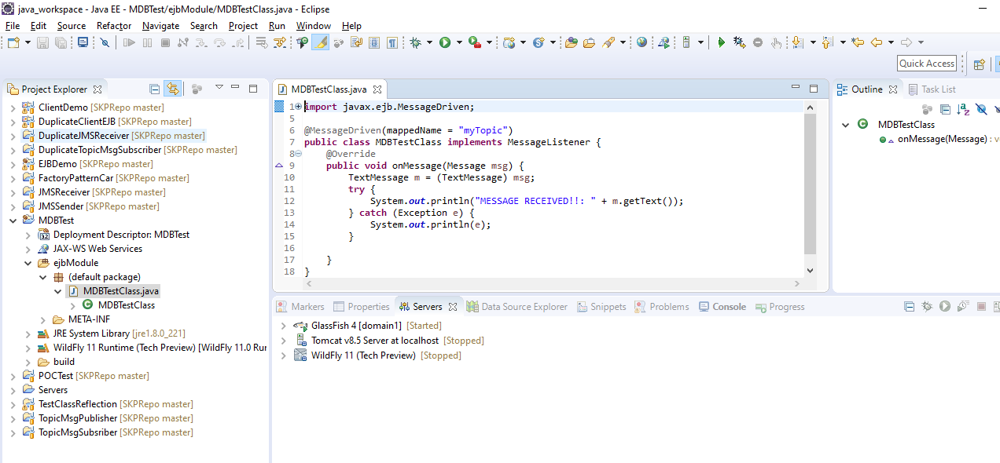 java_workspace - Java EE - MDBTest/ejbModule/MDBTestClass.java - Eclipse
File Edit Source Refactor Navigate Search Project Run Window Help
Quick Access
Project Explorer
ClientDemo [SKPRepo master]
DuplicateClientEJB [SKPRepo master]
DuplicateJMSReceiver [SKPRepo master]
DuplicateTopicMsgSubscriber [SKPRepo master]
EJBDemo [SKPRepo master]
FactoryPatternCar [SKPRepo master]
JMSReceiver [SKPRepo master]
JMSSender [SKPRepo master]
MDBTest
Deployment Descriptor: MDBTest
JAX-WS Web Services
ejbModule
(default package)
MDBTestClass.java
MDBTestClass
META-INF
JRE System Library [jre1.8.0_221]
WildFly 11 Runtime (Tech Preview) [WildFly 11.0 Rur
build
POCTest [SKPRepo master]
Servers
TestClassReflection [SKPRepo master]
TopicMsgPublisher [SKPRepo master]
TopicMsgSubsriber [SKPRepo master]
MDBTestClass.java
1 import javax.ejb.MessageDriven;
5
6 @MessageDriven(mappedName = "myTopic")
7 public class MDBTestClass implements MessageListener {
8 @Override
9 public void onMessage(Message msg) {
10 TextMessage m = (TextMessage) msg;
11 try {
12 System.out.println("MESSAGE RECEIVED!!: " + m.getText());
13 } catch (Exception e) {
14 System.out.println(e);
15 }
16
17 }
18 }
Outline Task List
MDBTestClass
onMessage(Message) : v
Markers Properties Servers Data Source Explorer Snippets Problems Console Progress
GlassFish 4 [domain1] [Started]
Tomcat v8.5 Server at localhost [Stopped]
WildFly 11 (Tech Preview) [Stopped]